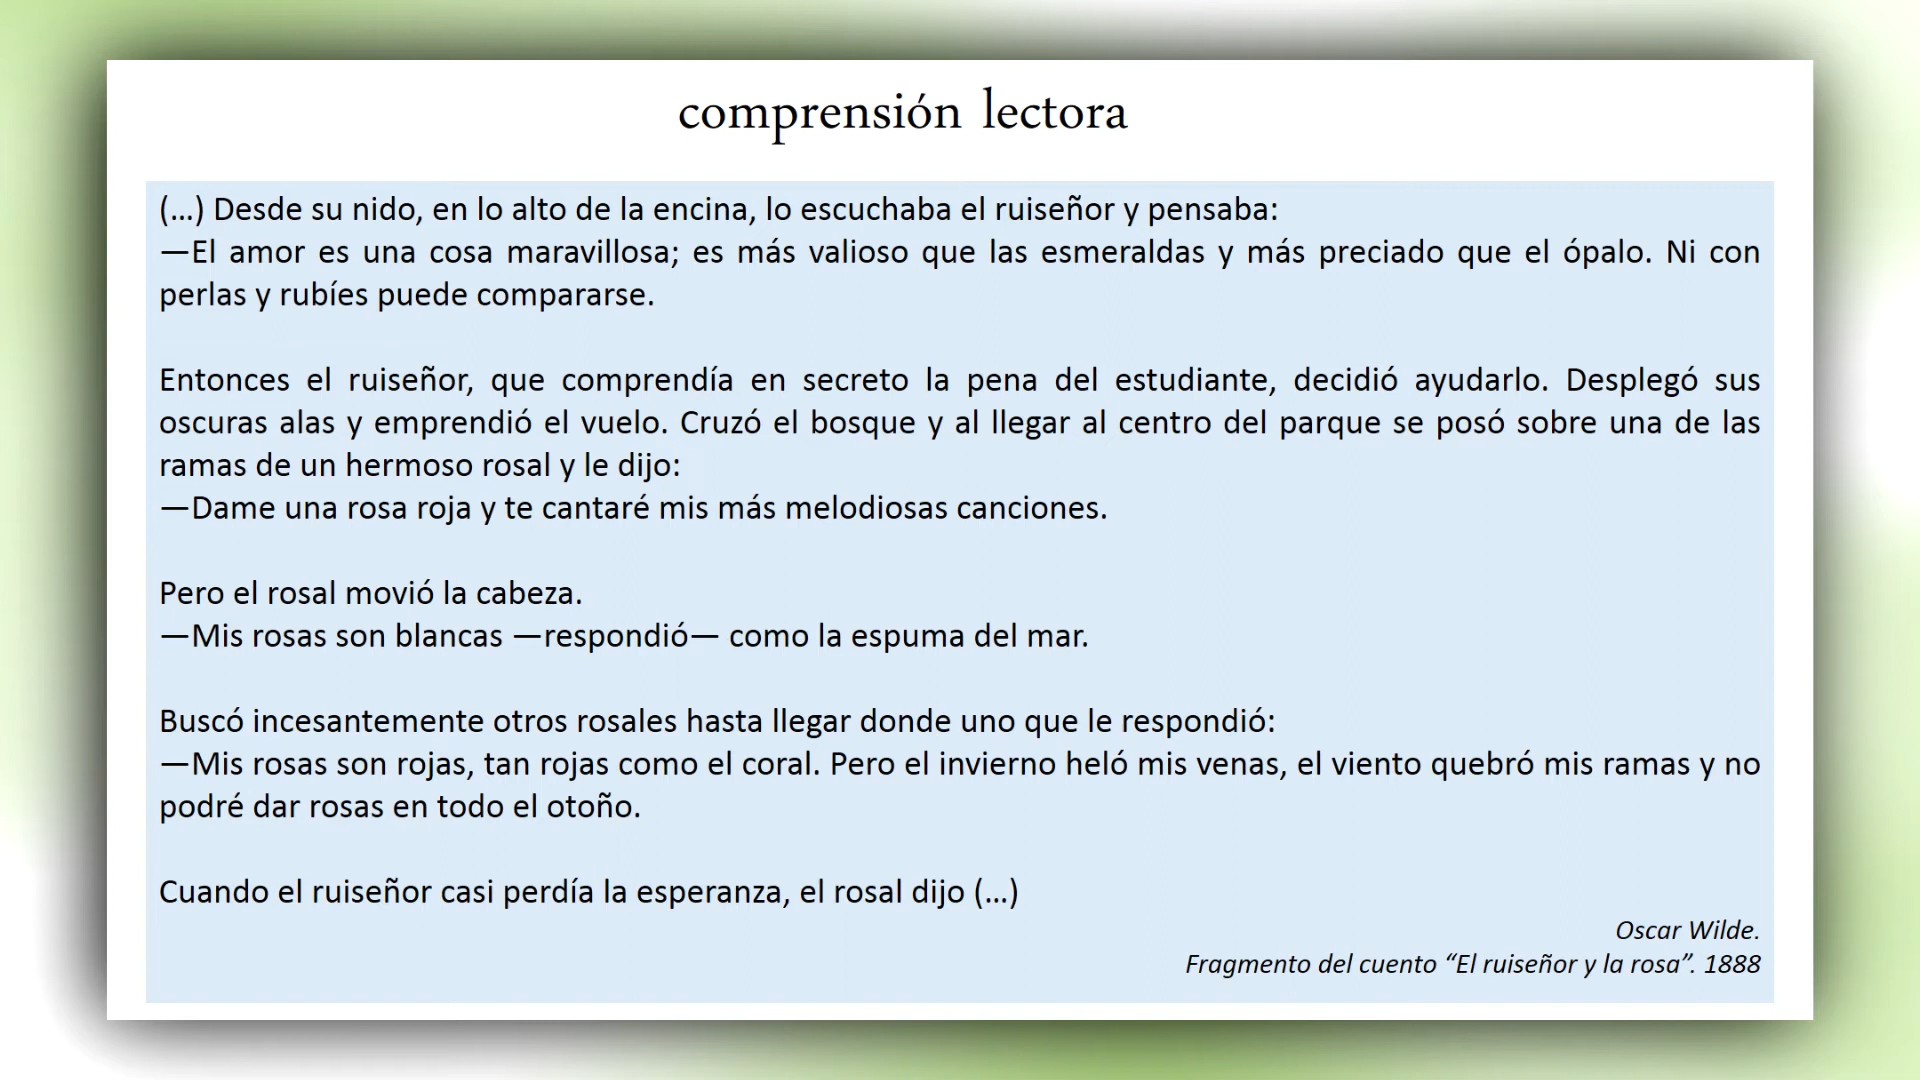 comprensión lectora
(...) Desde su nido, en lo alto de la encina, lo escuchaba el ruiseñor y pensaba:
—El amor es una cosa maravillosa; es más valioso que las esmeraldas y más preciado que el ópalo. Ni con
perlas y rubíes puede compararse.
Entonces el ruiseñor, que comprendía en secreto la pena del estudiante, decidió ayudarlo. Desplegó sus
oscuras alas y emprendió el vuelo. Cruzó el bosque y al llegar al centro del parque se posó sobre una de las
ramas de un hermoso rosal y le dijo:
—Dame una rosa roja y te cantaré mis más melodiosas canciones.
Pero el rosal movió la cabeza.
—Mis rosas son blancas —respondió— como la espuma del mar.
Buscó incesantemente otros rosales hasta llegar donde uno que le respondió:
—Mis rosas son rojas, tan rojas como el coral. Pero el invierno heló mis venas, el viento quebró mis ramas y no
podré dar rosas en todo el otoño.
Cuando el ruiseñor casi perdía la esperanza, el rosal dijo (...)
Oscar Wilde.
Fragmento del cuento “El ruiseñor y la rosa”. 1888